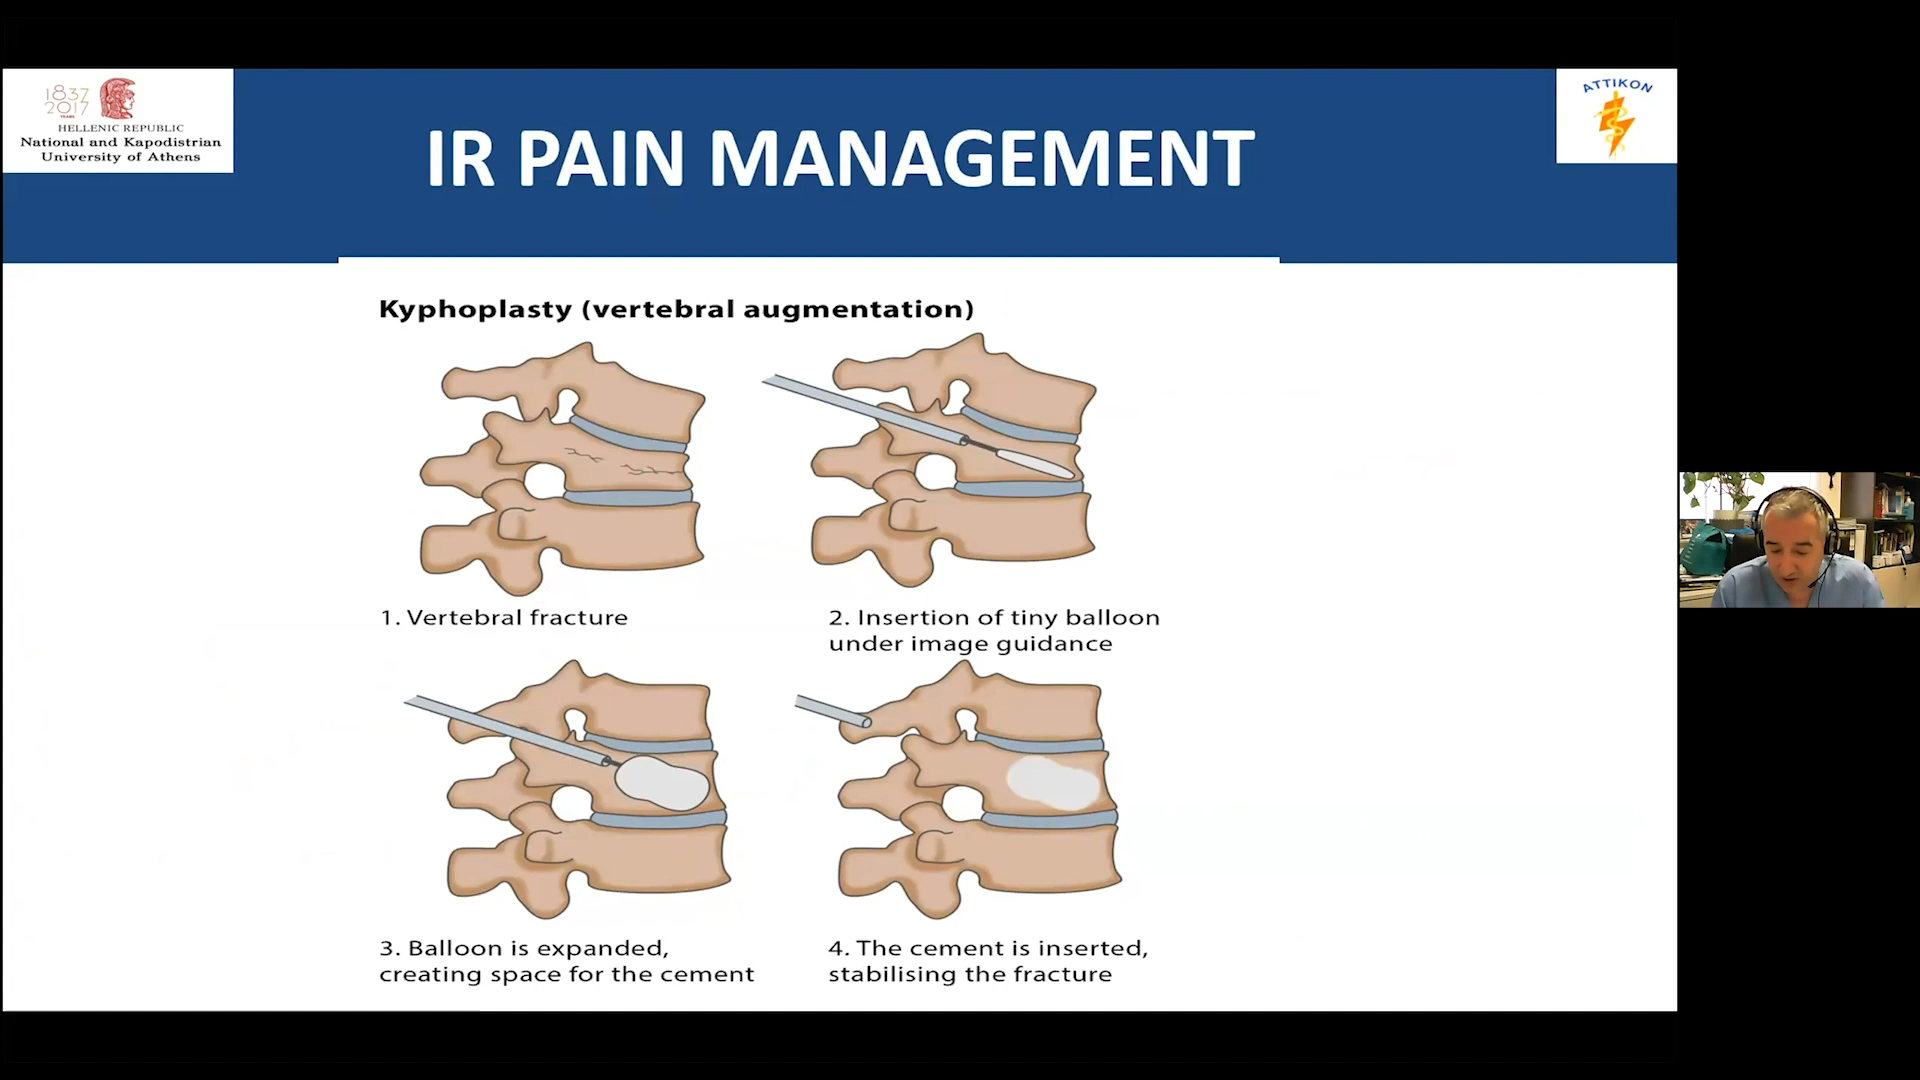 1837
2017
YEARS
HELLENIC REPUBLIC
National and Kapodistrian
University of Athens
IR PAIN MANAGEMENT
ATTIKON
Kyphoplasty (vertebral augmentation)
1. Vertebral fracture
2. Insertion of tiny balloon
under image guidance
3. Balloon is expanded,
creating space for the cement
4. The cement is inserted,
stabilising the fracture